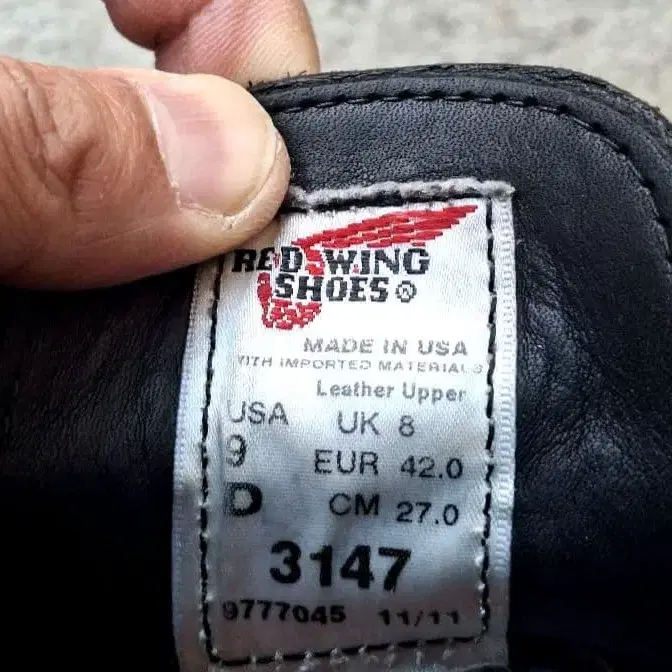 RED WING
SHOES®
MADE IN USA
WITH IMPORTED MATERIALS
Leather Upper
USA
9
D
UK 8
EUR 42.0
CM 27.0
3147
9777045 11/11